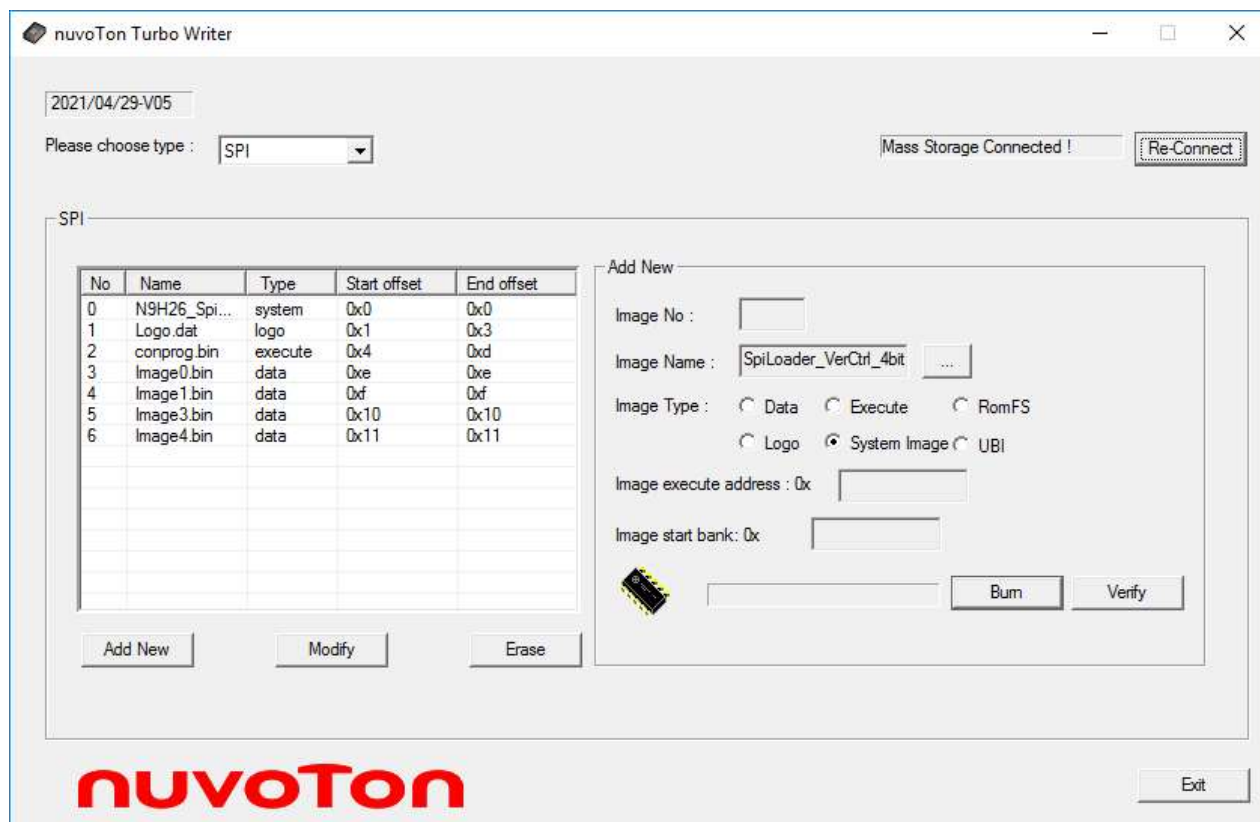 nuvoTon Turbo Writer
2021/04/29-V05
Please choose type : SPI
Mass Storage Connected ! Re-Connect
SPI
No Name Type Start offset End offset
0 N9H26_Spi... system 0x0 0x0
1 Logo.dat logo 0x1 0x3
2 conprog.bin execute 0x4 0xd
3 Image0.bin data 0xe 0xe
4 Image1.bin data 0xf 0xf
5 Image3.bin data 0x10 0x10
6 Image4.bin data 0x11 0x11
Add New Modify Erase
Add New
Image No :
Image Name : SpiLoader_VerCtrl_4bit ...
Image Type : Data Execute RomFS
Logo System Image UBI
Image execute address : 0x
Image start bank: 0x
Burn Verify
nuvoTon
Exit